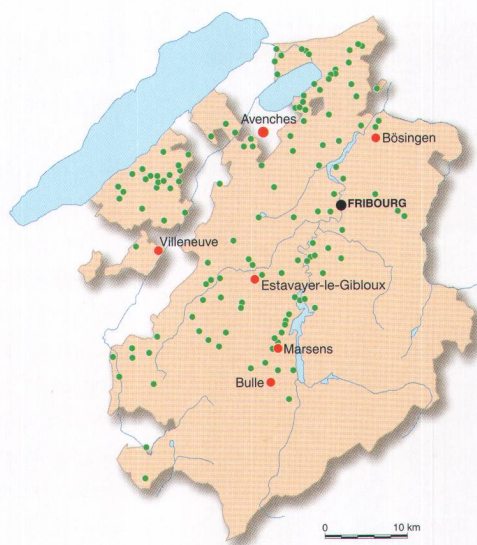 Avenches
Bösingen
FRIBOURG
Villeneuve
Estavayer-le-Gibloux
Marsens
Bulle
0 10 km